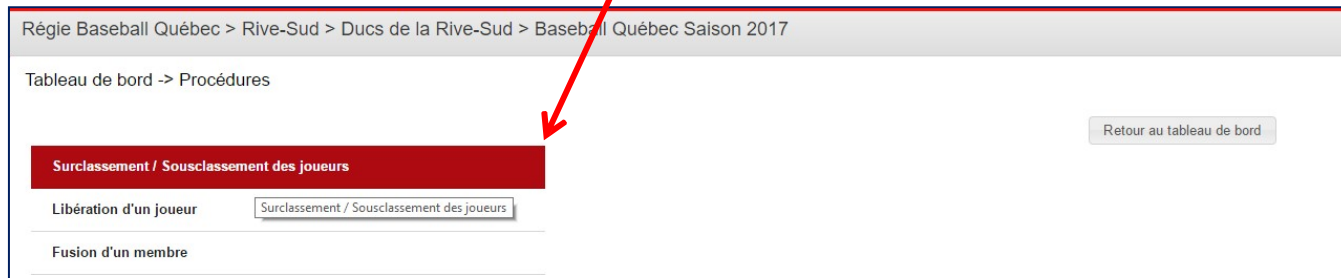 Régie Baseball Québec > Rive-Sud > Ducs de la Rive-Sud > Baseball Québec Saison 2017
Tableau de bord -> Procédures
Retour au tableau de bord
Surclassement / Sousclassement des joueurs
Libération d'un joueur
Surclassement / Sousclassement des joueurs
Fusion d'un membre